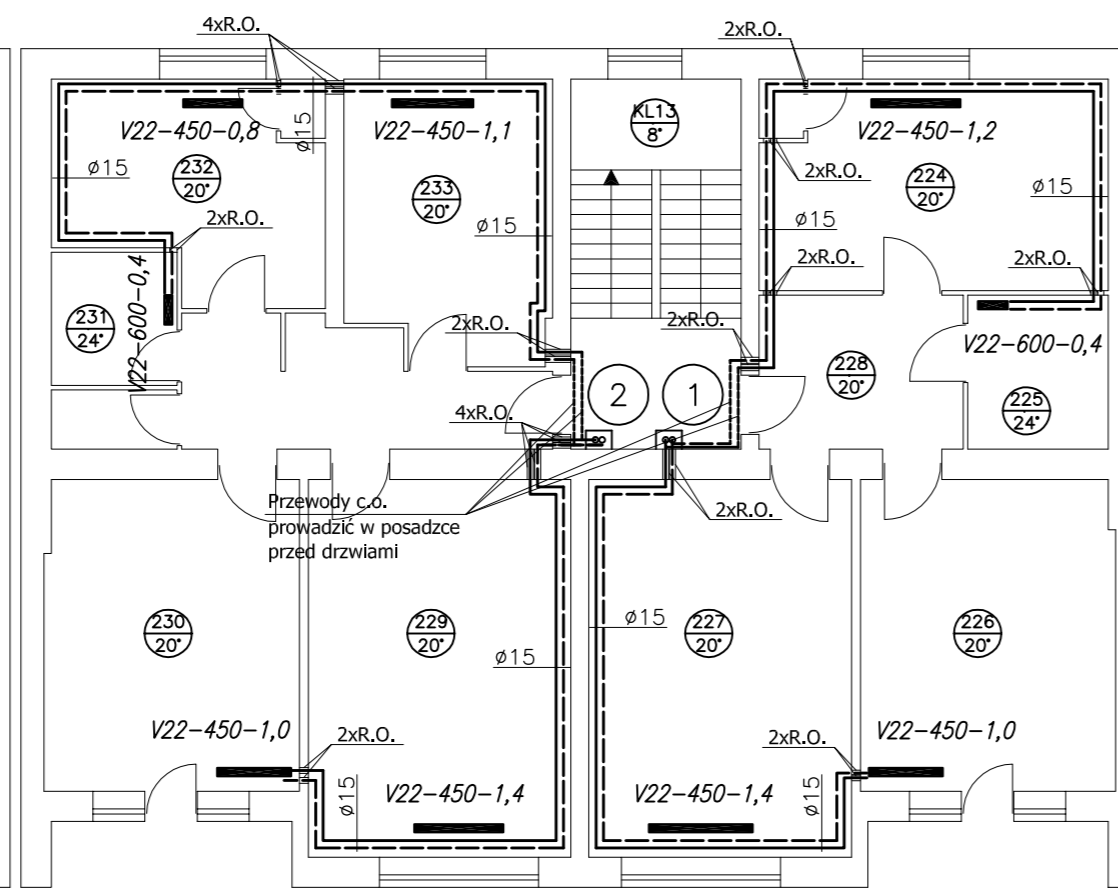 4xR.O.
2xR.O.
V22-450-0,8
V22-450-1,1
KL13
8°
V22-450-1,2
ø15
ø15
232
20°
233
20°
2xR.O.
224
20°
ø15
2xR.O.
ø15
ø15
2xR.O.
2xR.O.
231
24°
V22-600-0,4
2xR.O.
2xR.O.
V22-600-0,4
228
20°
225
24°
2
1
4xR.O.
Przewody c.o.
prowadzić w posadzce
przed drzwiami
2xR.O.
230
20°
229
20°
ø15
ø15
227
20°
226
20°
V22-450-1,0
2xR.O.
2xR.O.
V22-450-1,0
ø15
V22-450-1,4
V22-450-1,4
ø15